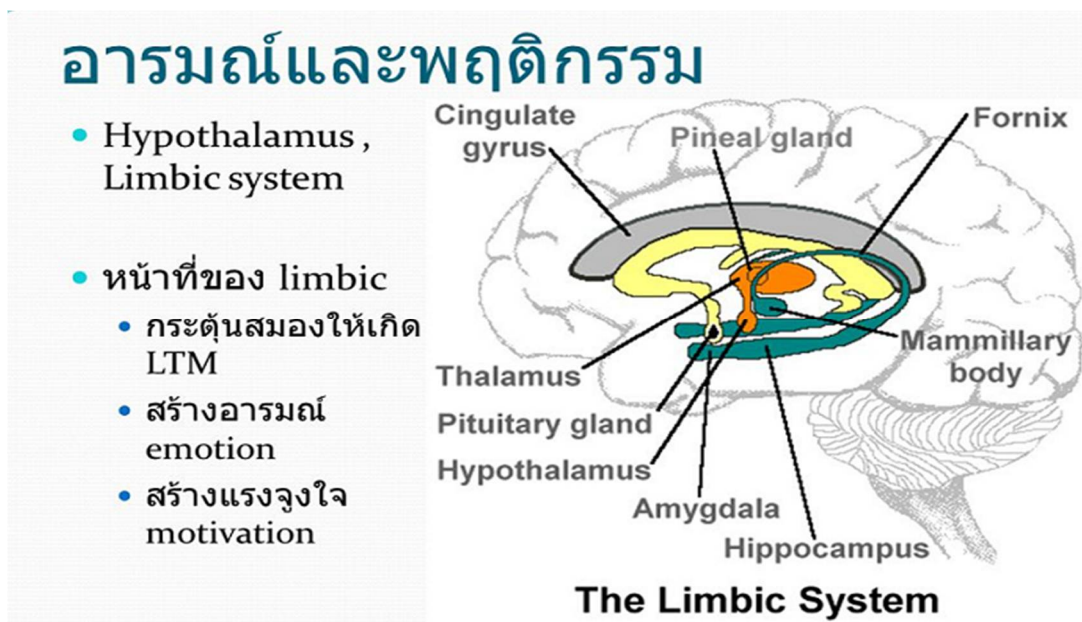 อารมณ์และพฤติกรรม
• Hypothalamus ,
Limbic system
• หน้าที่ของ limbic
• กระตุ้นสมองให้เกิด
LTM
• สร้างอารมณ์
emotion
• สร้างแรงจูงใจ
motivation
Cingulate
gyrus
Pineal gland
Fornix
Thalamus
Pituitary gland
Hypothalamus
Amygdala
Hippocampus
Mammillary
body
The Limbic System